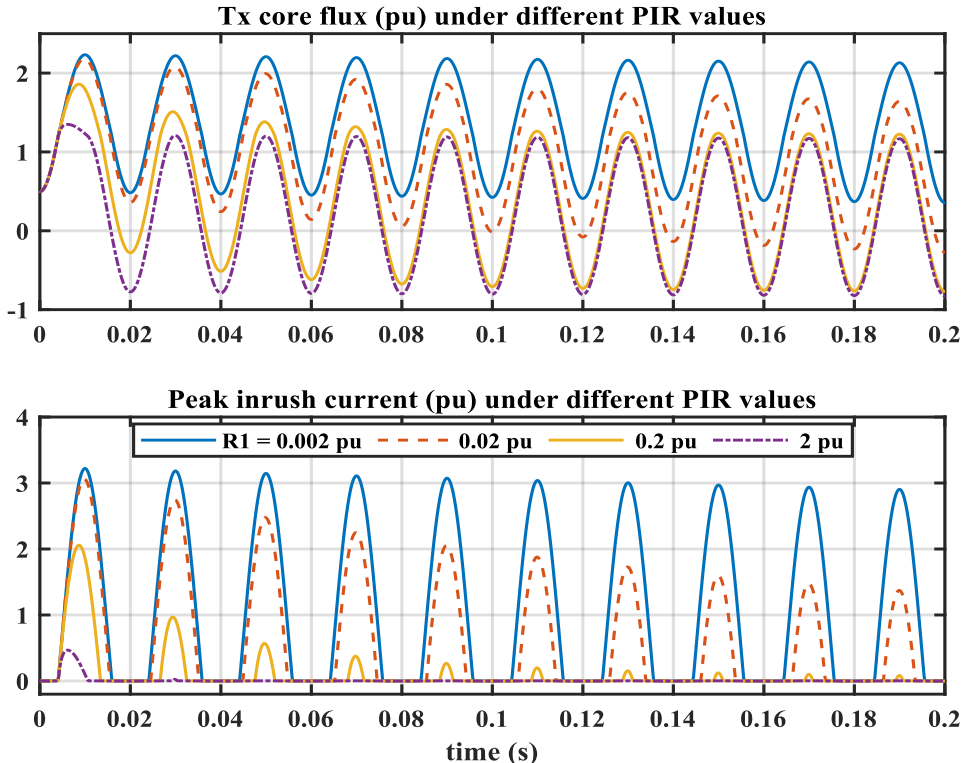 Tx core flux (pu) under different PIR values
2
1
0
-1
0 0.02 0.04 0.06 0.08 0.1 0.12 0.14 0.16 0.18 0.2
Peak inrush current (pu) under different PIR values
4
R1 = 0.002 pu 0.02 pu 0.2 pu 2 pu
3
2
1
0
0 0.02 0.04 0.06 0.08 0.1 0.12 0.14 0.16 0.18 0.2
time (s)